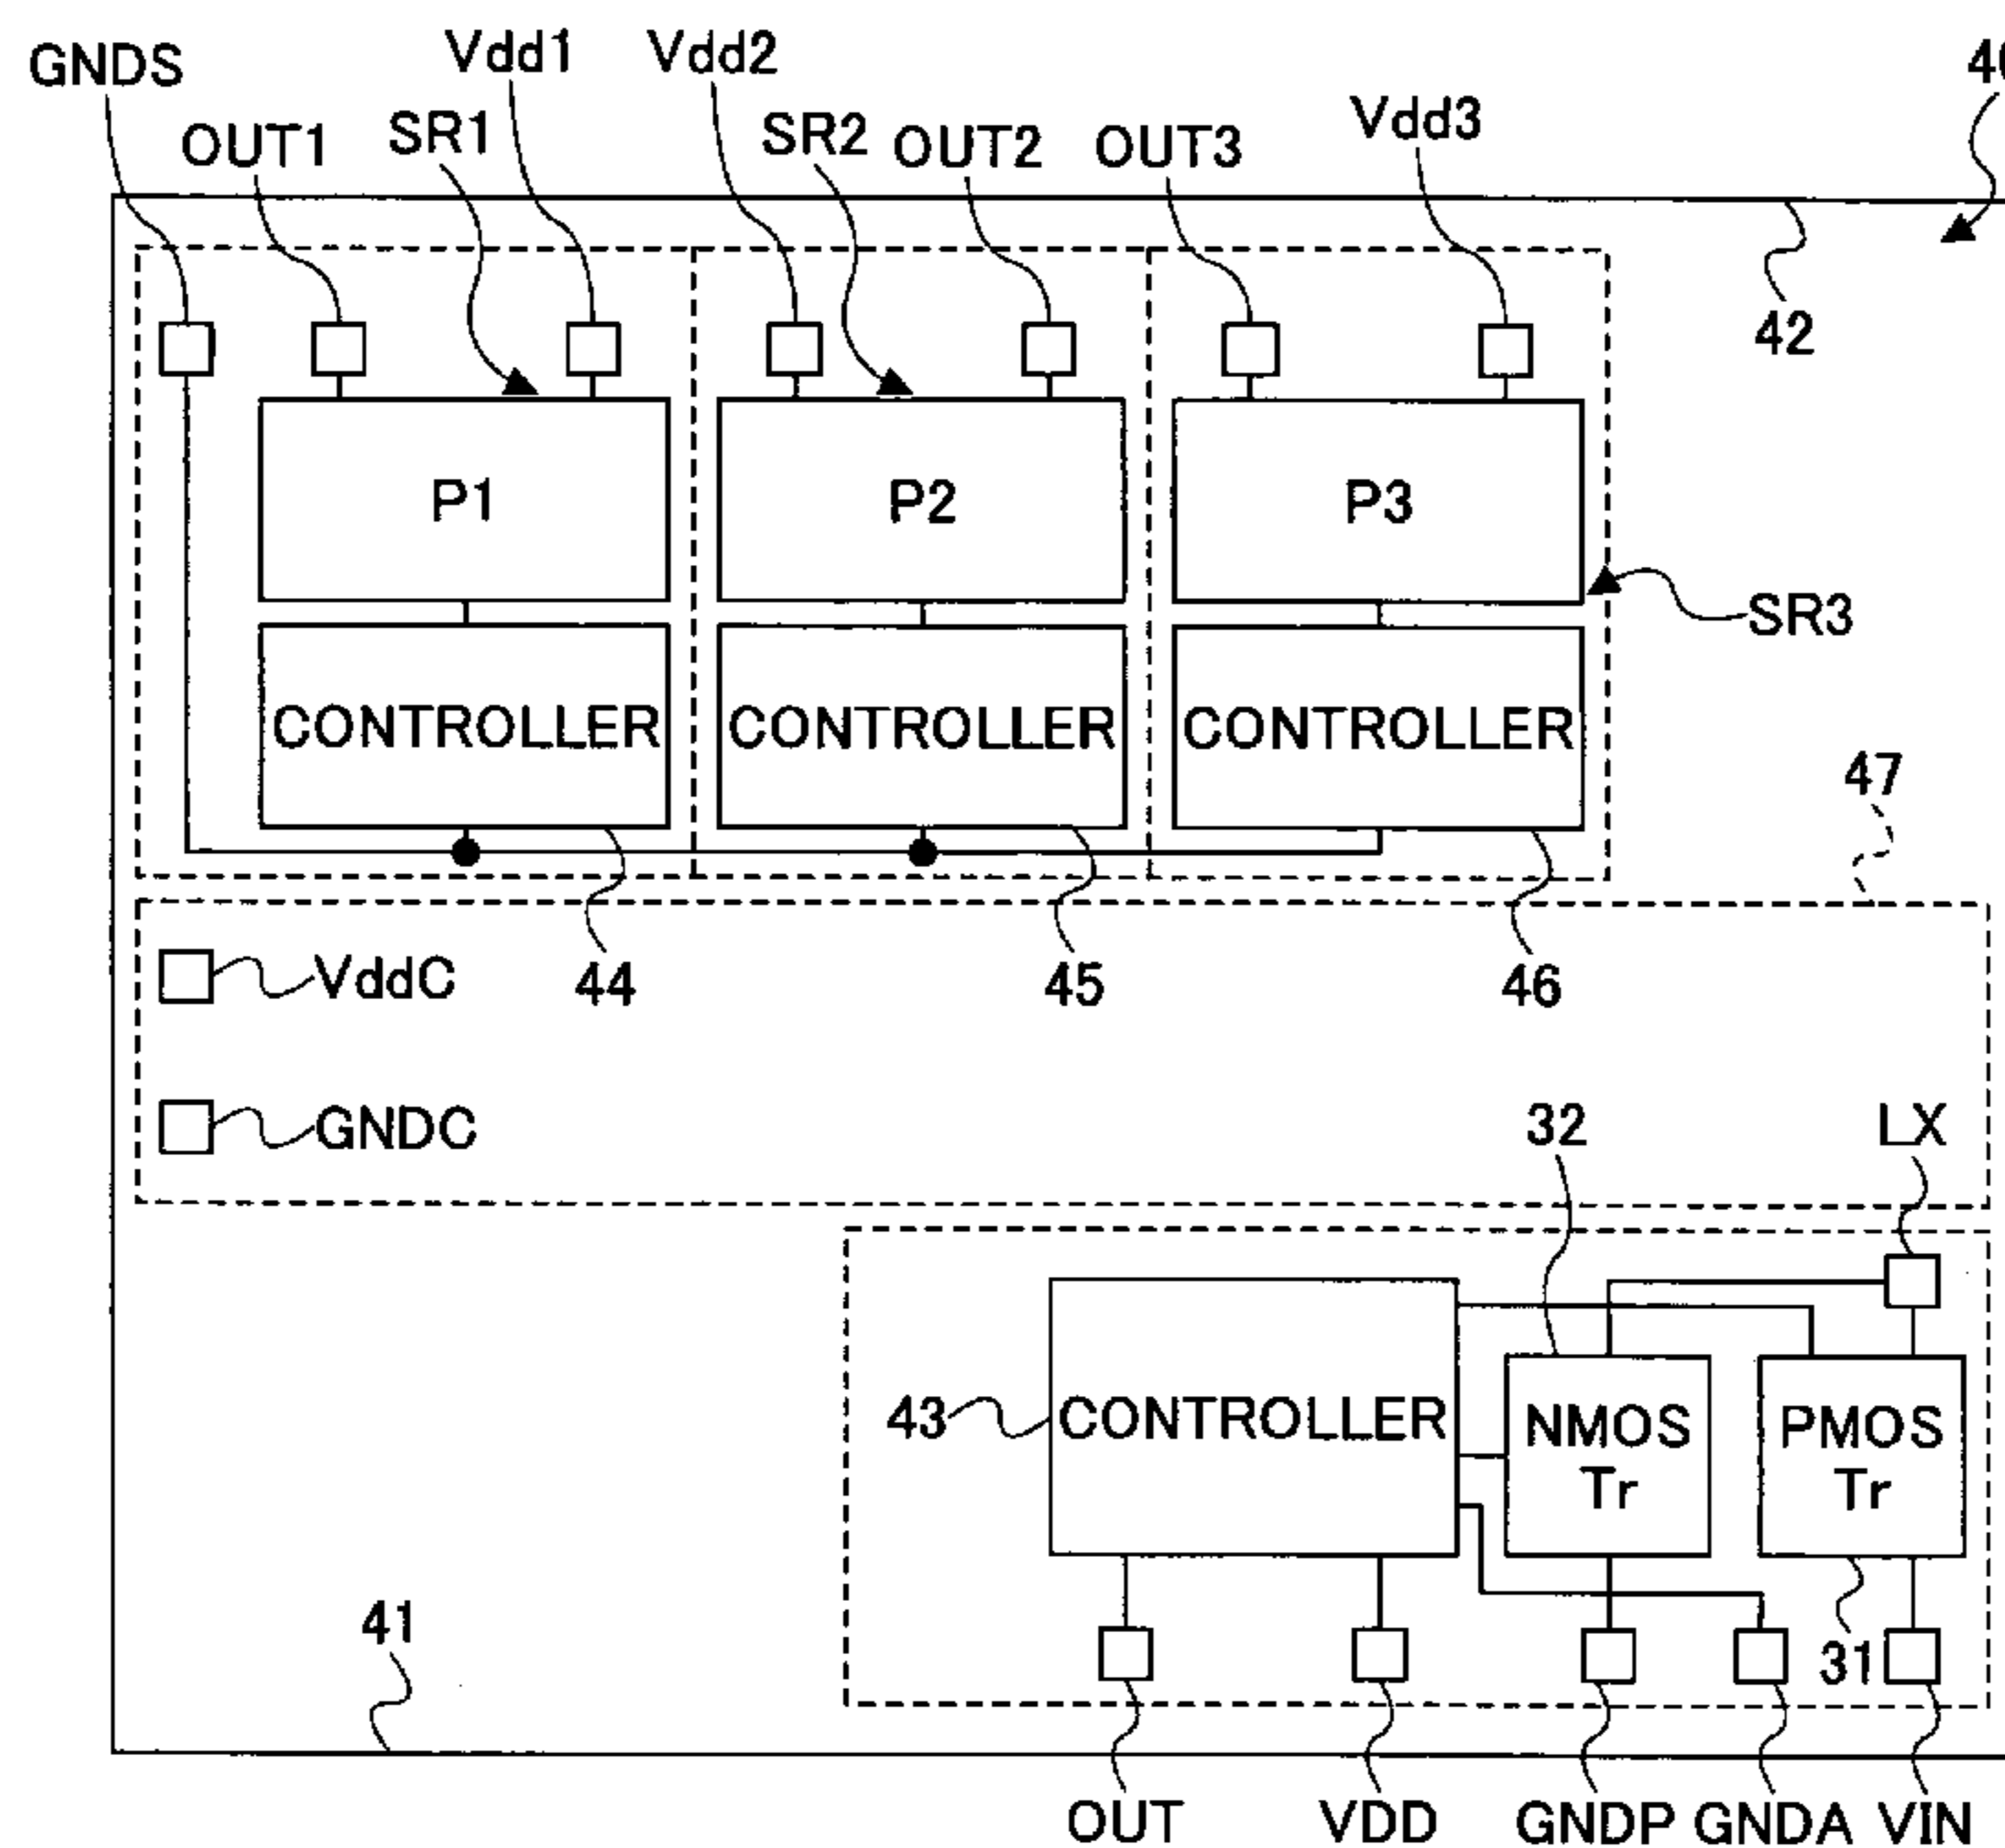 GNDS
Vdd1
Vdd2
OUT1
SR1
SR2
OUT2
OUT3
Vdd3
42
P1
P2
P3
SR3
CONTROLLER
CONTROLLER
CONTROLLER
47
VddC
44
45
46
GNDC
32
LX
43
CONTROLLER
NMOS
Tr
PMOS
Tr
41
31
OUT
VDD
GNDP
GNDA
VIN